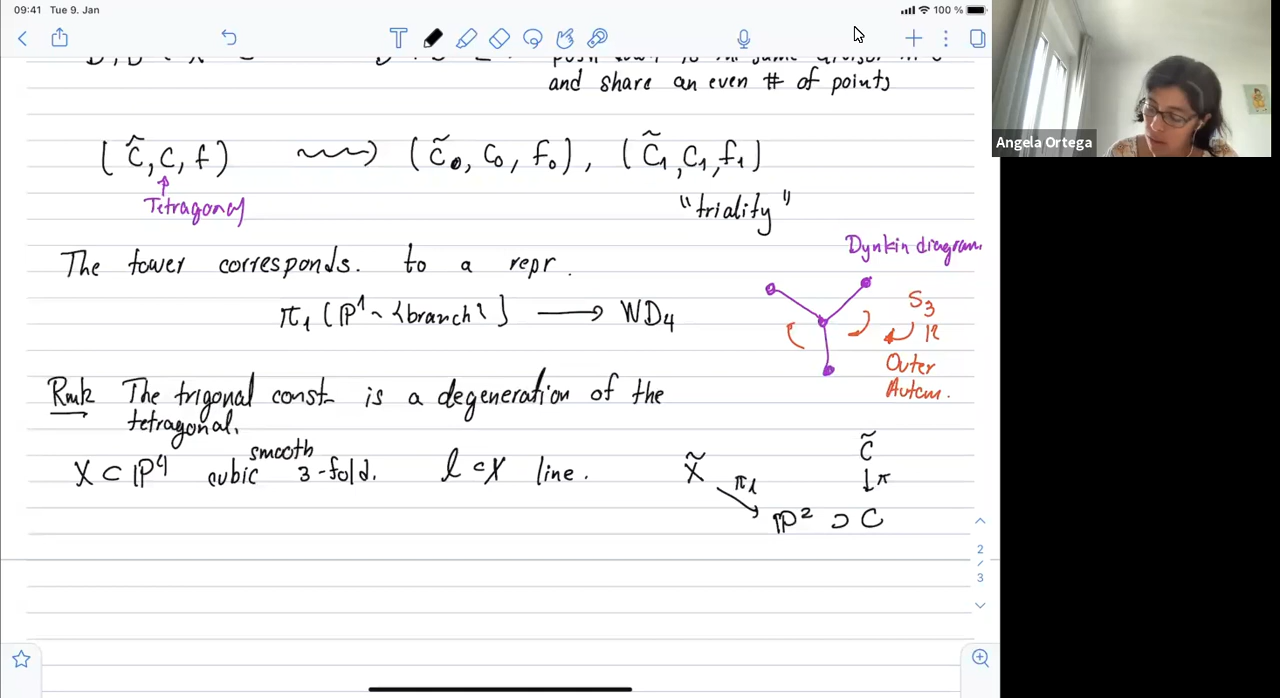 09:41 Tue 9. Jan
100 %
and share an even # of points
( C̃, C, f ) ⇝ ( C̃₀, C₀, f₀ ) , ( C̃₁, C₁, f₁ )
↑
Tetragonal
"triality"
Dynkin diagram.
The tower corresponds. to a repr.
π₁ ( ℙ¹ ∖ {branch} ) → WD₄
S₃
Outer
Autom.
Rmk The trigonal const. is a degeneration of the
tetragonal.
X ⊂ ℙ⁴ cubic smooth 3-fold. l ⊂ X line.
X̃ C̃
π₁ ↓ π
ℙ² ⊃ C
2
/
3
Angela Ortega